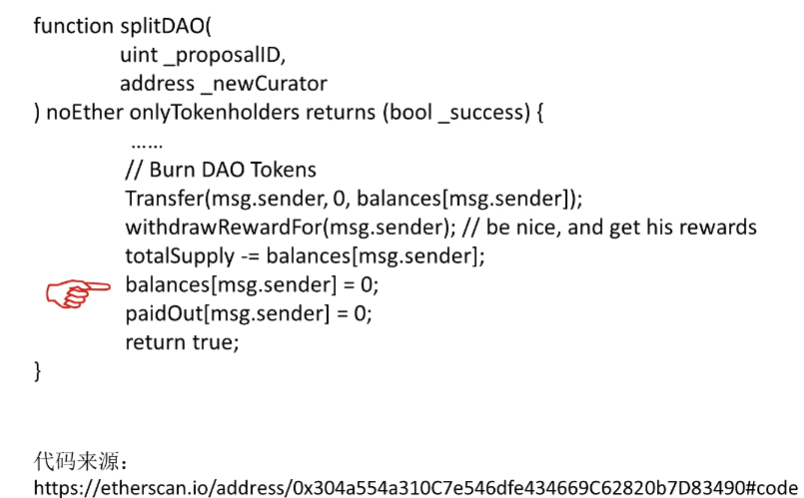 function splitDAO(
uint _proposalID,
address _newCurator
) noEther onlyTokenholders returns (bool _success) {
......
// Burn DAO Tokens
Transfer(msg.sender, 0, balances[msg.sender]);
withdrawRewardFor(msg.sender); // be nice, and get his rewards
totalSupply -= balances[msg.sender];
balances[msg.sender] = 0;
paidOut[msg.sender] = 0;
return true;
}
代码来源：
https://etherscan.io/address/0x304a554a310C7e546dfe434669C62820b7D83490#code